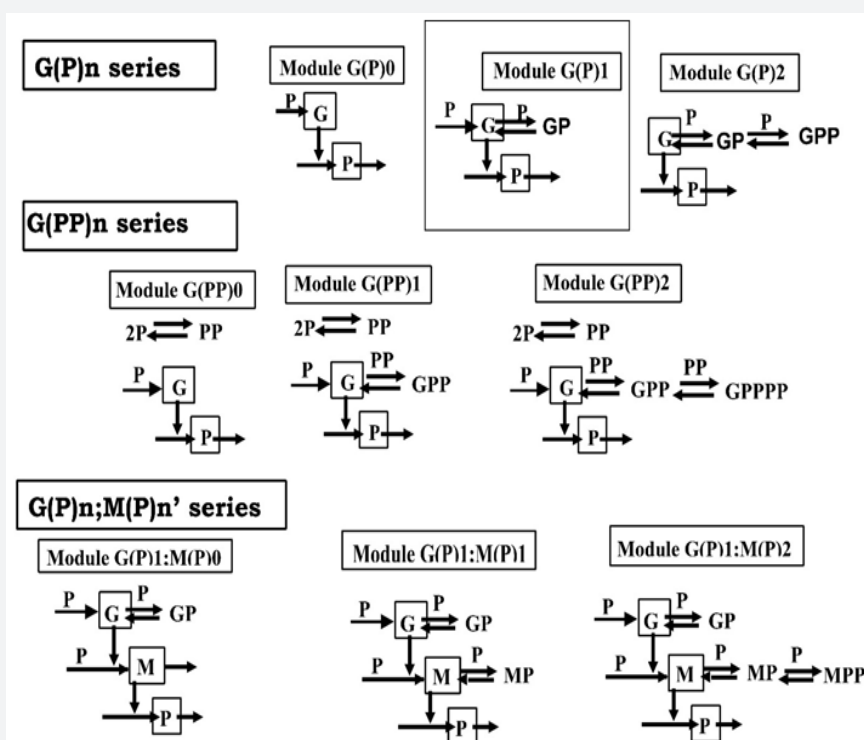 G(P)n series
Module G(P)0
Module G(P)1
Module G(P)2
P
G
P
P
P
G
GP
P
G
P
GP
P
GPP
P
G(PP)n series
Module G(PP)0
Module G(PP)1
Module G(PP)2
2P PP
P
G
P
2P PP
P
G
PP
GPP
P
2P PP
P
G
PP
GPP
PP
GPPPP
P
G(P)n;M(P)n’ series
Module G(P)1:M(P)0
Module G(P)1:M(P)1
Module G(P)1:M(P)2
P
G
P
GP
P
M
P
P
G
P
GP
P
M
P
MP
P
P
G
P
GP
P
M
P
MP
P
MPP
P